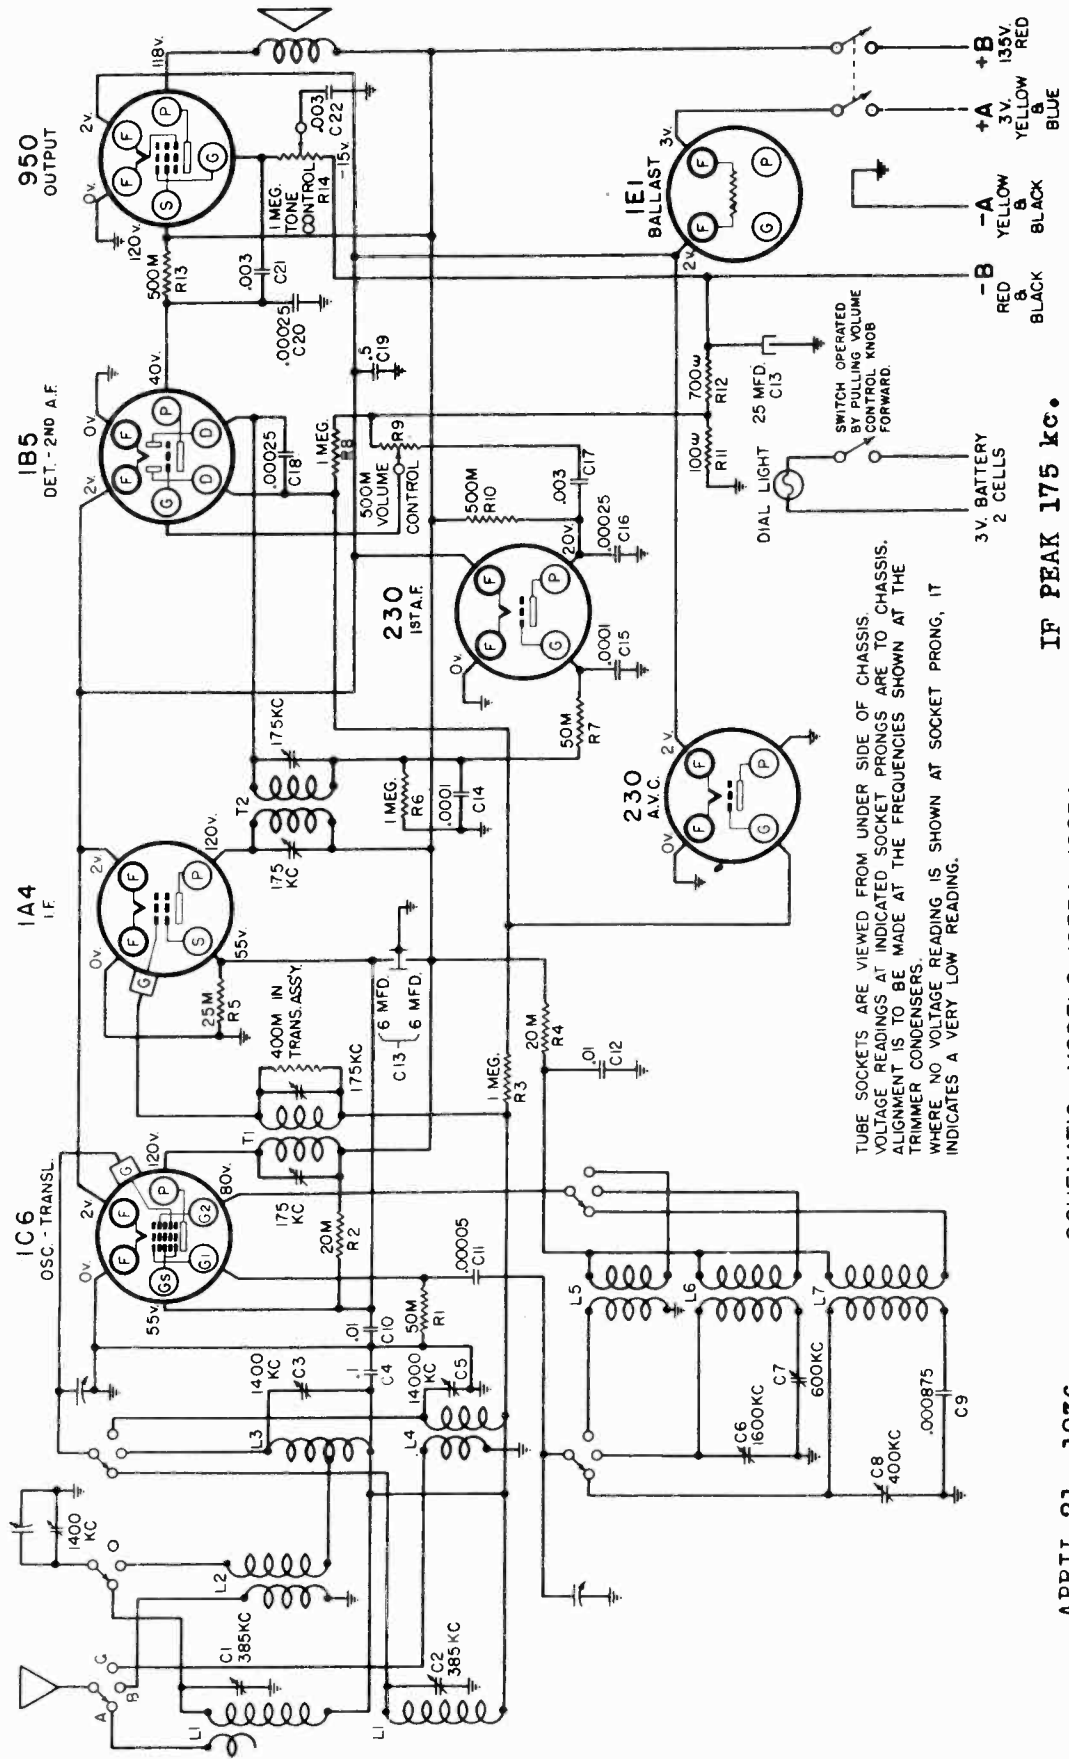 1C6
OSC. - TRANSL.
1A4
I.F.
1B5
DET. - 2ND A.F.
950
OUTPUT
A
B
C
L1
C1
385KC
L2
1400
KC
L1
C2
385KC
L3
1400
KC
C3
L4
14000
KC
C5
.1
C4
.01
C10
50M
R1
.00005
C11
0v.
2v.
F
F
G
P
G2
G1
GS
55v.
120v.
80v.
20M
R2
175
KC
T1
400M IN
TRANS. ASS'Y.
175KC
1 MEG.
R3
0v.
2v.
F
F
G
P
S
55v.
120v.
25M
R5
6 MFD.
C13
6 MFD.
20M
R4
.01
C12
175
KC
T2
175KC
1 MEG.
R6
.0001
C14
50M
R7
.0001
C15
230
1ST A.F.
0v.
F
F
G
P
20v.
.00025
C16
.003
C17
500M
R10
500M
VOLUME
CONTROL
R9
1 MEG.
R8
.00025
C18
2v.
0v.
F
F
G
P
D
D
40v.
.5
C19
.00025
C20
.003
C21
500M
R13
120v.
0v.
2v.
F
F
S
P
G
118v.
1 MEG.
TONE
CONTROL
R14
.003
C22
-15v.
1E1
BALLAST
2v.
3v.
F
F
G
P
230
A.V.C.
0v.
2v.
F
F
G
P
100ω
R11
700ω
R12
25 MFD.
C13
DIAL LIGHT
SWITCH OPERATED
BY PULLING VOLUME
CONTROL KNOB
FORWARD.
3V. BATTERY
2 CELLS
-B
RED
&
BLACK
-A
YELLOW
&
BLACK
+A
3V.
YELLOW
&
BLUE
+B
135V.
RED
L5
L6
L7
C6
1600KC
C7
600KC
C8
400KC
.000875
C9
TUBE SOCKETS ARE VIEWED FROM UNDER SIDE OF CHASSIS.
VOLTAGE READINGS AT INDICATED SOCKET PRONGS ARE TO CHASSIS.
ALIGNMENT IS TO BE MADE AT THE FREQUENCIES SHOWN AT THE
TRIMMER CONDENSERS.
WHERE NO VOLTAGE READING IS SHOWN AT SOCKET PRONG, IT
INDICATES A VERY LOW READING.
IF PEAK 175 kc.